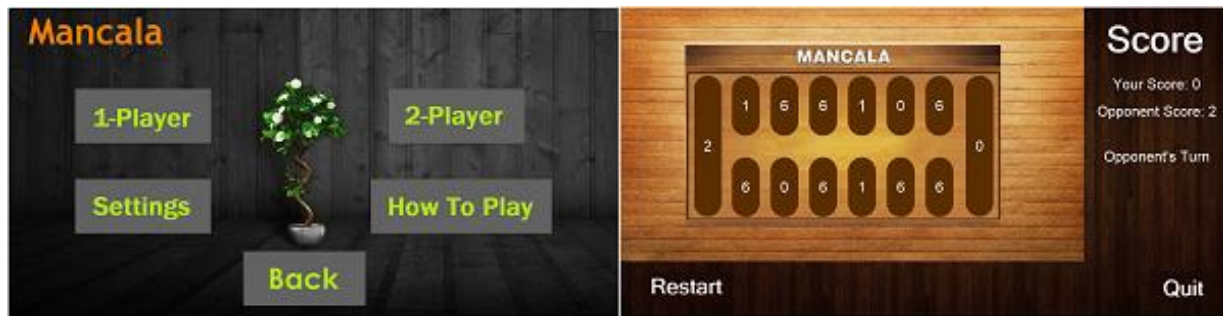 Mancala
1-Player
2-Player
Settings
How To Play
Back
MANCALA
1 6 6 1 0 6
2
0
6 0 6 1 6 6
Score
Your Score: 0
Opponent Score: 2
Opponent's Turn
Restart
Quit